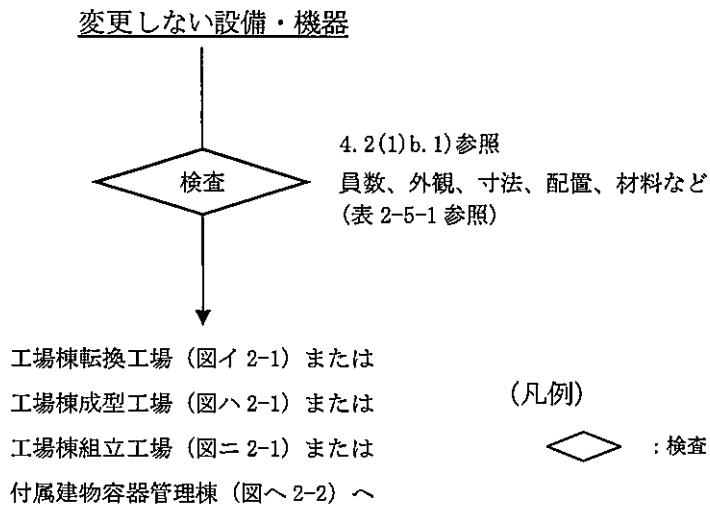 変更しない設備・機器
検査
4.2(1)b.1)参照
員数、外観、寸法、配置、材料など
(表 2-5-1 参照)
工場棟転換工場（図イ 2-1）または
工場棟成型工場（図ハ 2-1）または
工場棟組立工場（図ニ 2-1）または
付属建物容器管理棟（図ヘ 2-2）へ
(凡例)
：検査